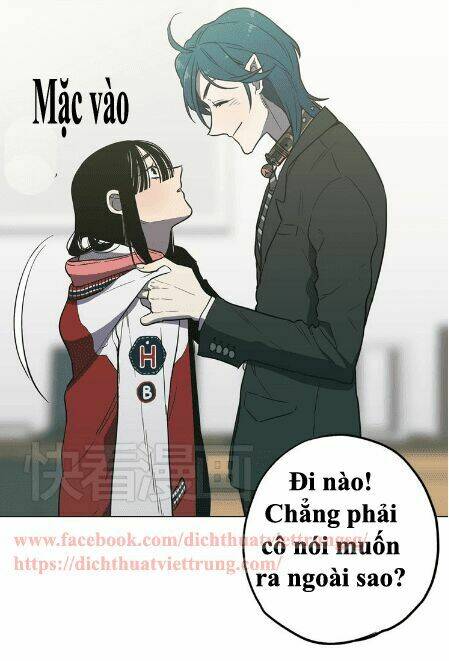 Mặc vào
H
B
快看漫画
Đi nào!
Chẳng phải
cô nói muốn
ra ngoài sao?
www.facebook.com/dichthuatviettrungsg/
https://dichthuatviettrung.com/